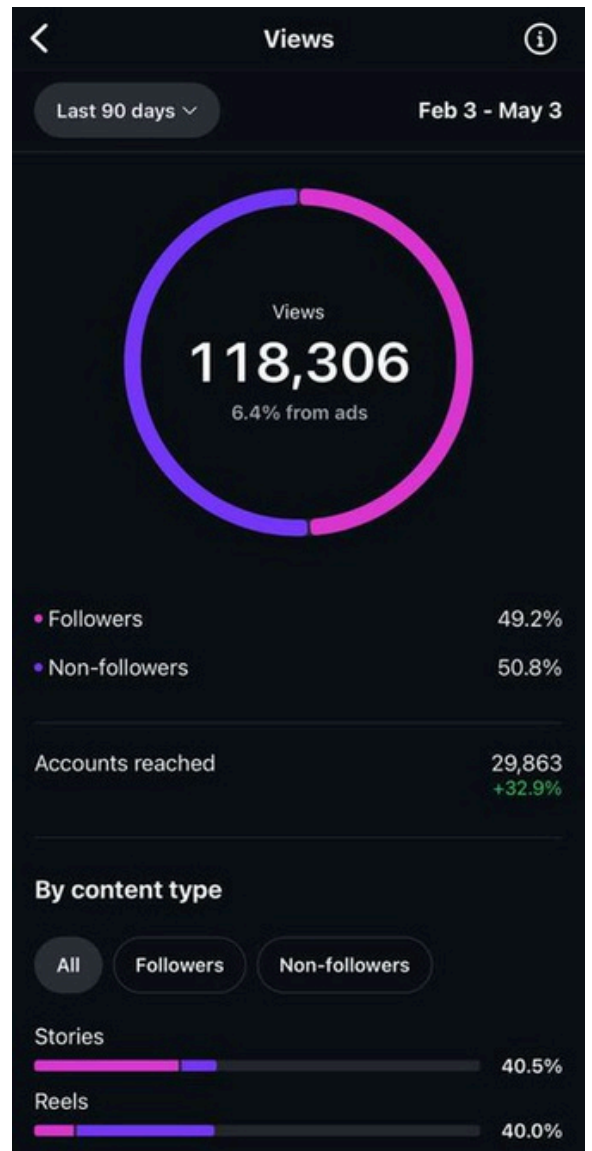 Views
Last 90 days
Feb 3 - May 3
Views
118,306
6.4% from ads
Followers 49.2%
Non-followers 50.8%
Accounts reached 29,863
+32.9%
By content type
All Followers Non-followers
Stories
40.5%
Reels
40.0%